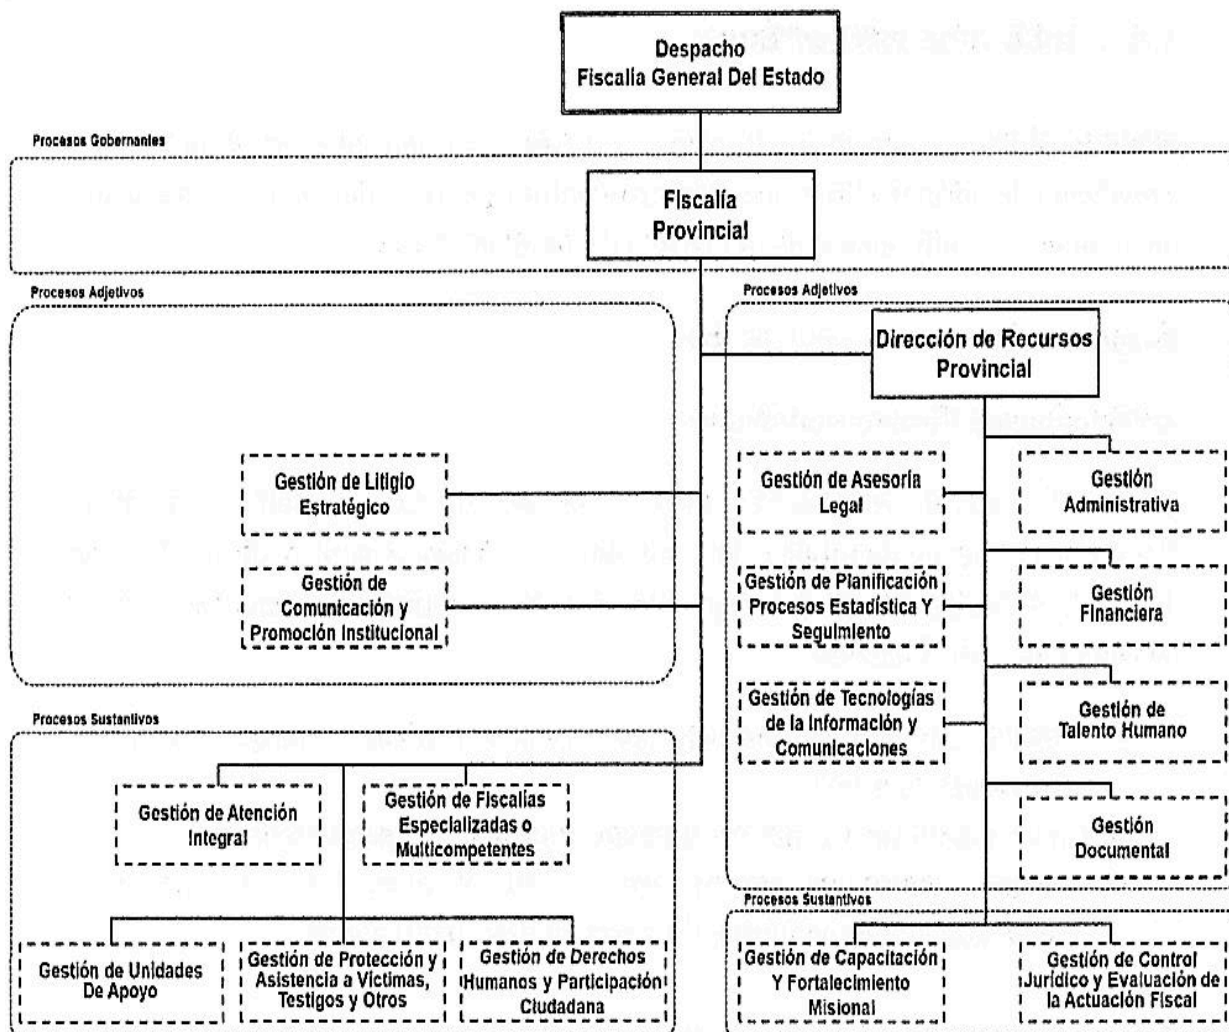 Despacho
Fiscalía General Del Estado
Procesos Gobernantes
Fiscalía
Provincial
Procesos Adjetivos
Gestión de Litigio
Estratégico
Gestión de
Comunicación y
Promoción Institucional
Procesos Adjetivos
Dirección de Recursos
Provincial
Gestión de Asesoría
Legal
Gestión
Administrativa
Gestión de Planificación
Procesos Estadística Y
Seguimiento
Gestión
Financiera
Gestión de Tecnologías
de la Información y
Comunicaciones
Gestión de
Talento Humano
Gestión
Documental
Procesos Sustantivos
Gestión de Atención
Integral
Gestión de Fiscalías
Especializadas o
Multicompetentes
Gestión de Unidades
De Apoyo
Gestión de Protección y
Asistencia a Víctimas,
Testigos y Otros
Gestión de Derechos
Humanos y Participación
Ciudadana
Procesos Sustantivos
Gestión de Capacitación
Y Fortalecimiento
Misional
Gestión de Control
Jurídico y Evaluación de
la Actuación Fiscal